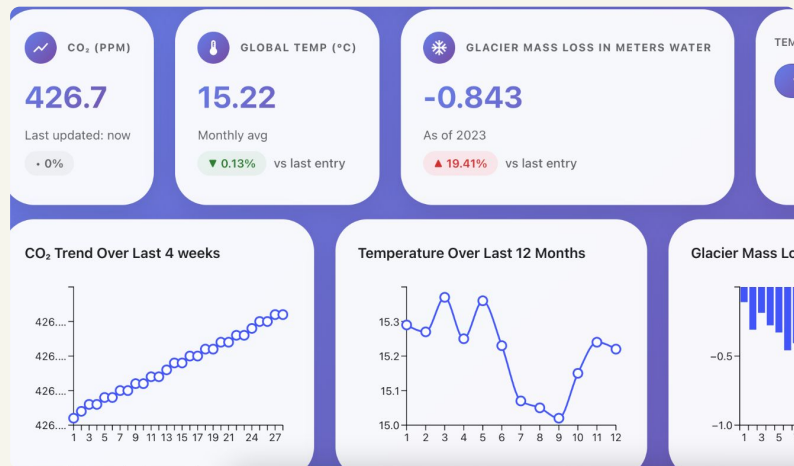 CO₂ (PPM)
426.7
Last updated: now
• 0%
GLOBAL TEMP (°C)
15.22
Monthly avg
▼ 0.13% vs last entry
GLACIER MASS LOSS IN METERS WATER
-0.843
As of 2023
▲ 19.41% vs last entry
TEM
CO₂ Trend Over Last 4 weeks
426....
426....
426....
426....
1 3 5 7 9 11 13 15 17 19 21 24 27
Temperature Over Last 12 Months
15.3
15.2
15.1
15.0
1 2 3 4 5 6 7 8 9 10 11 12
Glacier Mass Lo
−0.5
−1.0
1 3 5